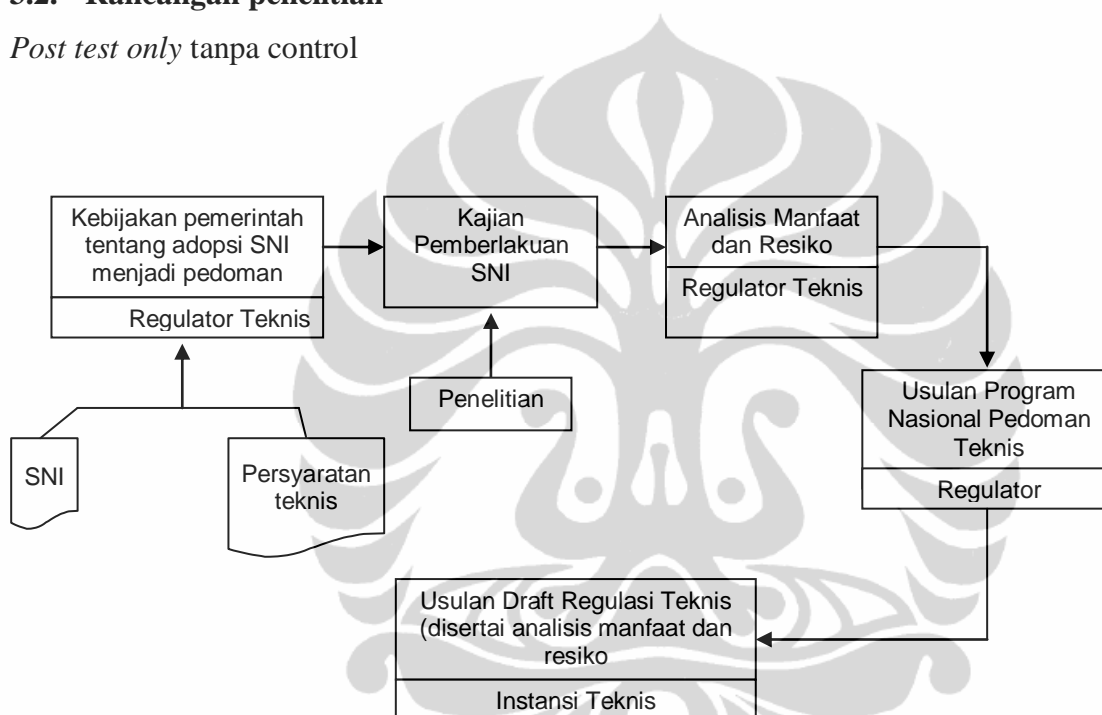 3.2. Rancangan penelitian
Post test only tanpa control
Kebijakan pemerintah
tentang adopsi SNI
menjadi pedoman
Regulator Teknis
Kajian
Pemberlakuan
SNI
Analisis Manfaat
dan Resiko
Regulator Teknis
Penelitian
SNI
Persyaratan
teknis
Usulan Program
Nasional Pedoman
Teknis
Regulator
Usulan Draft Regulasi Teknis
(disertai analisis manfaat dan
resiko
Instansi Teknis